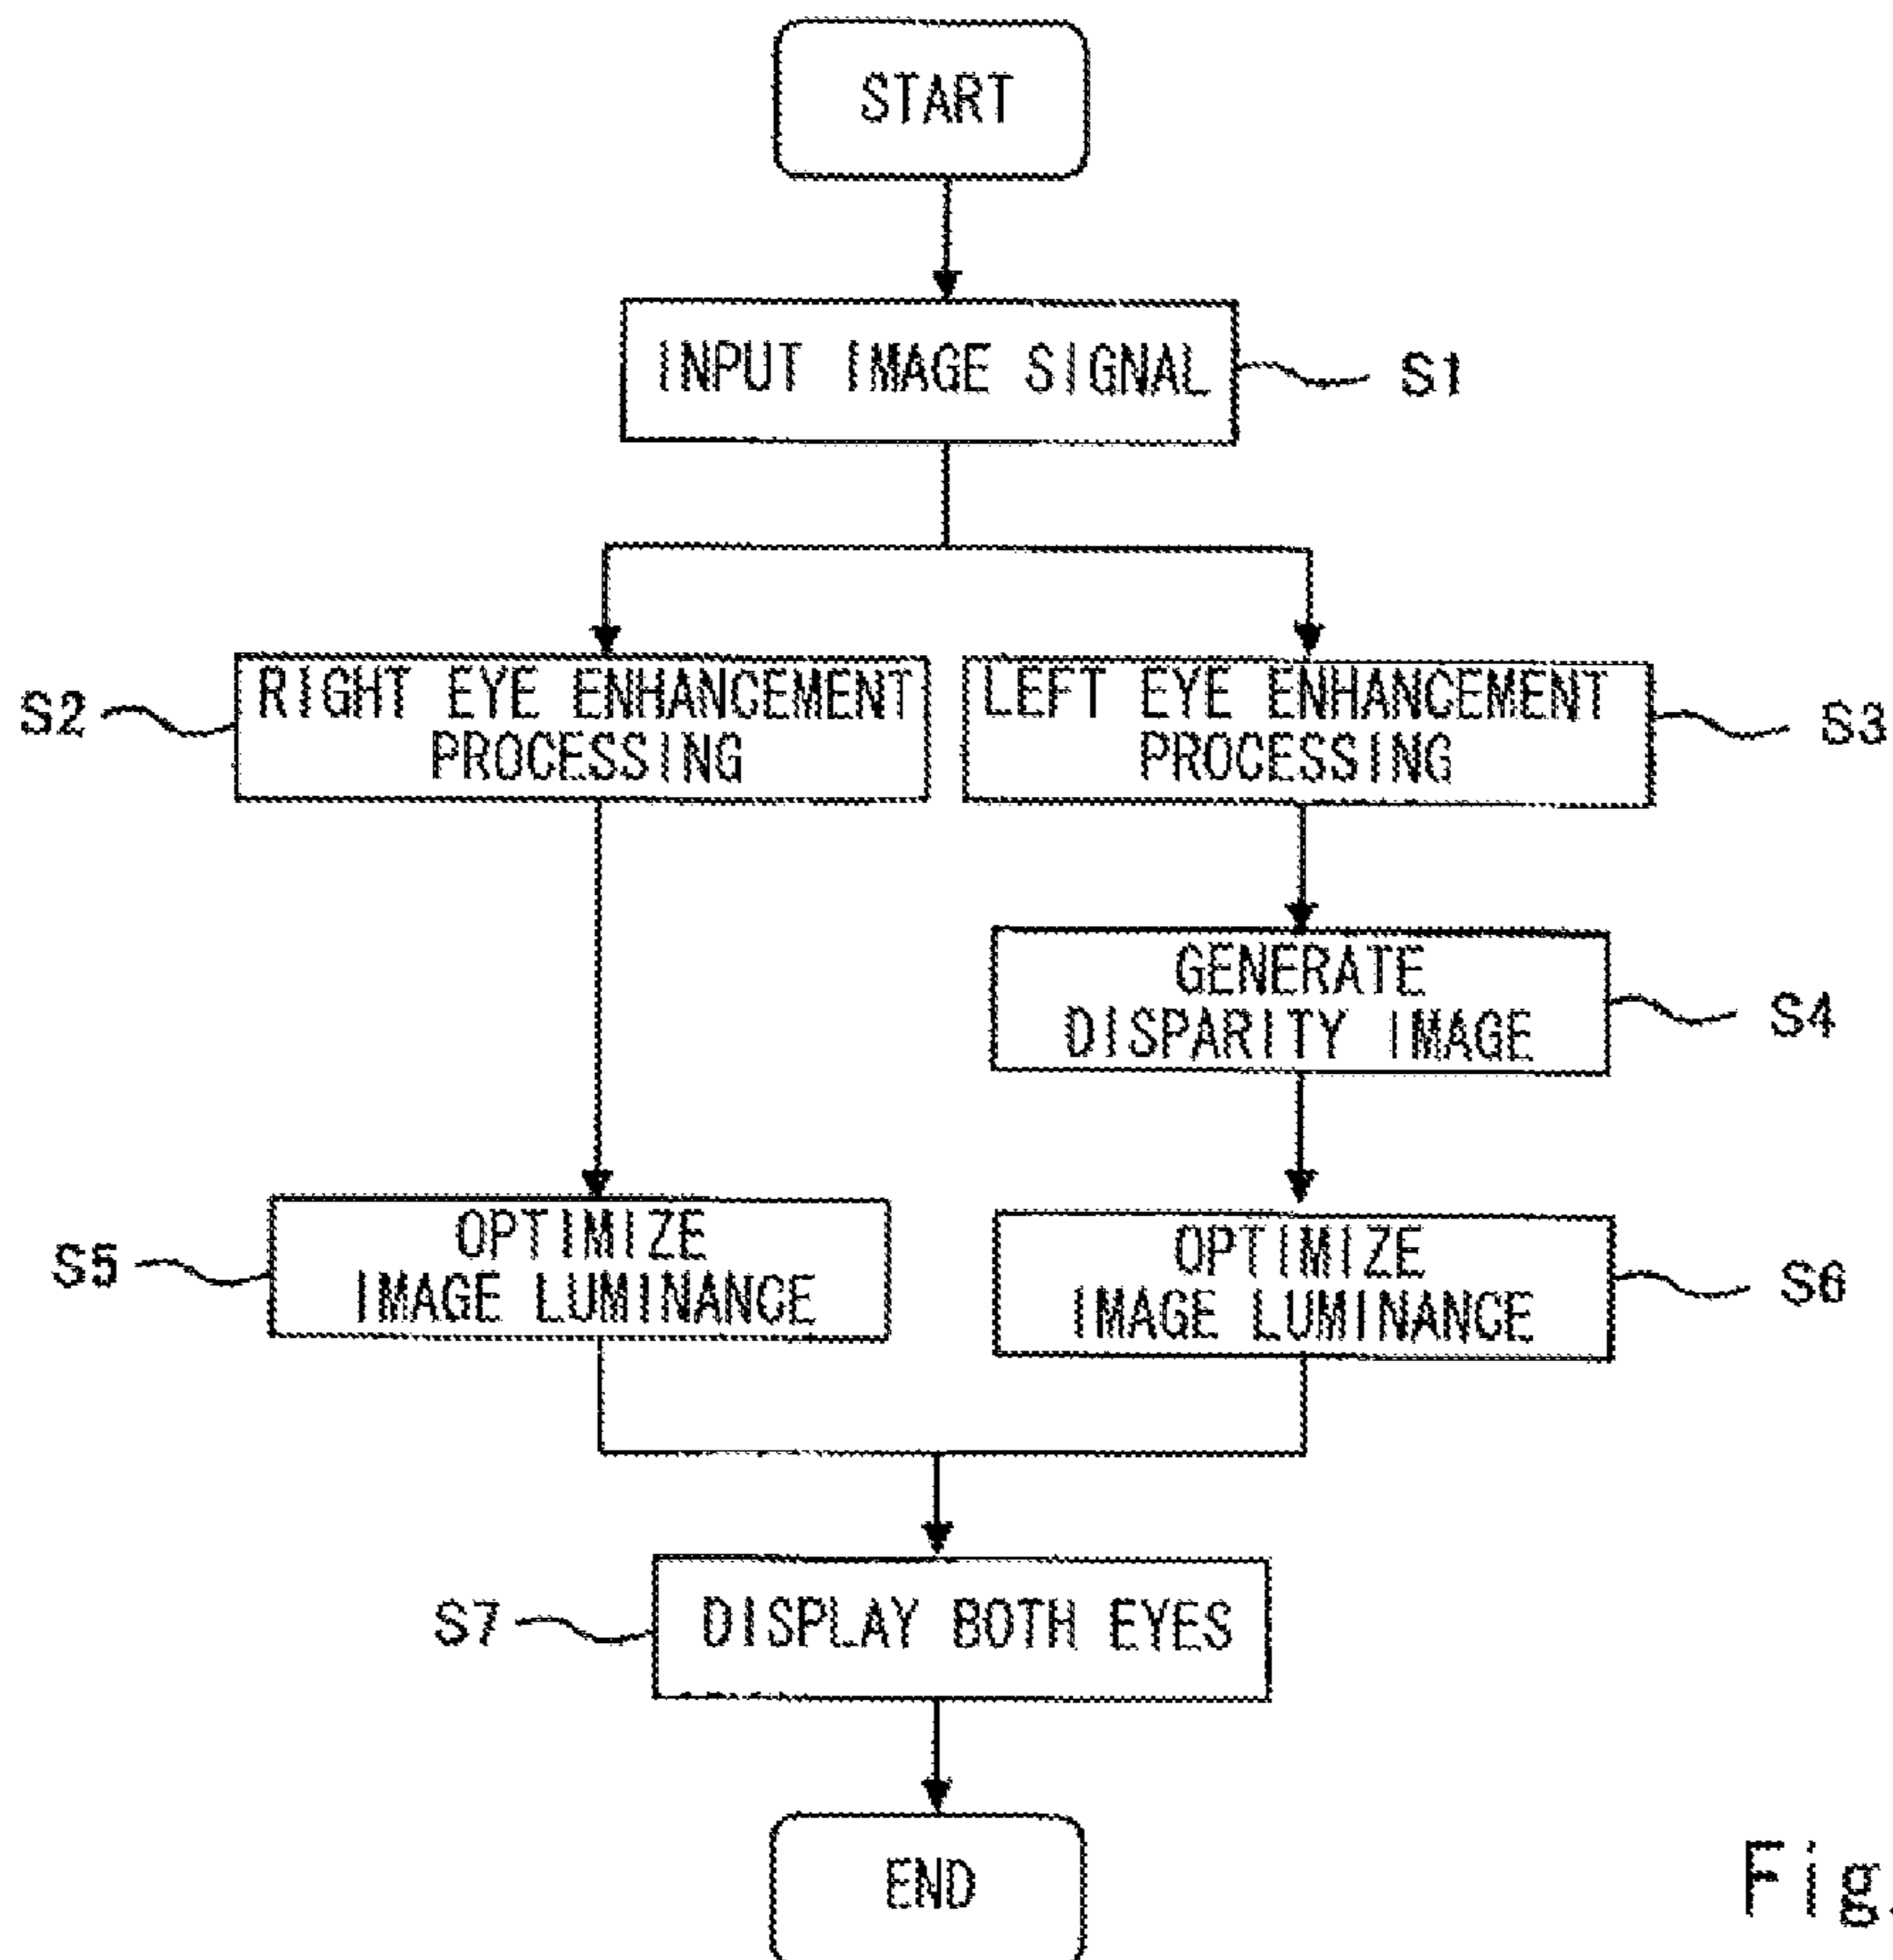 START
INPUT IMAGE SIGNAL
S1
RIGHT EYE ENHANCEMENT
PROCESSING
S2
LEFT EYE ENHANCEMENT
PROCESSING
S3
GENERATE
DISPARITY IMAGE
S4
OPTIMIZE
IMAGE LUMINANCE
S5
OPTIMIZE
IMAGE LUMINANCE
S6
S7
DISPLAY BOTH EYES
END
Fig.